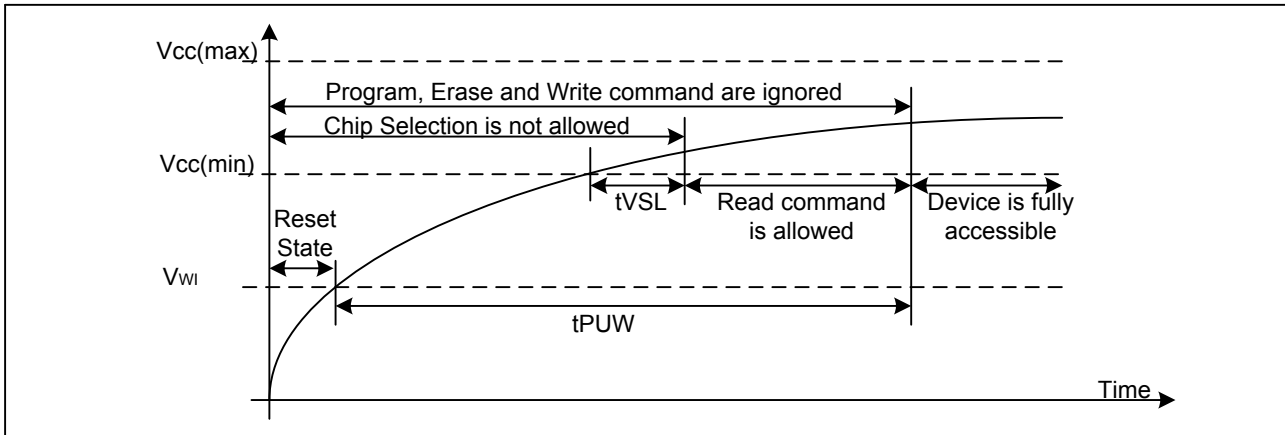 Vcc(max)
Program, Erase and Write command are ignored
Chip Selection is not allowed
Vcc(min)
tVSL
Read command
is allowed
Device is fully
accessible
Reset
State
VWI
tPUW
Time